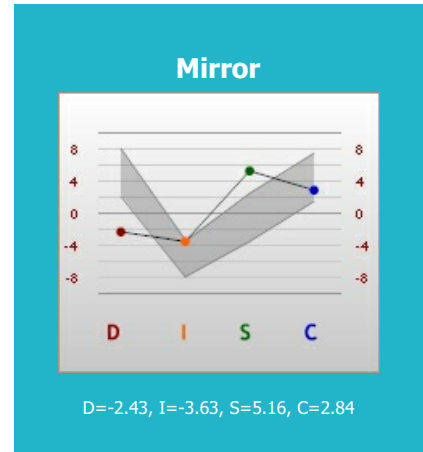 Mirror
8 8
4 4
0 0
-4 -4
-8 -8
D I S C
D=-2.43, I=-3.63, S=5.16, C=2.84